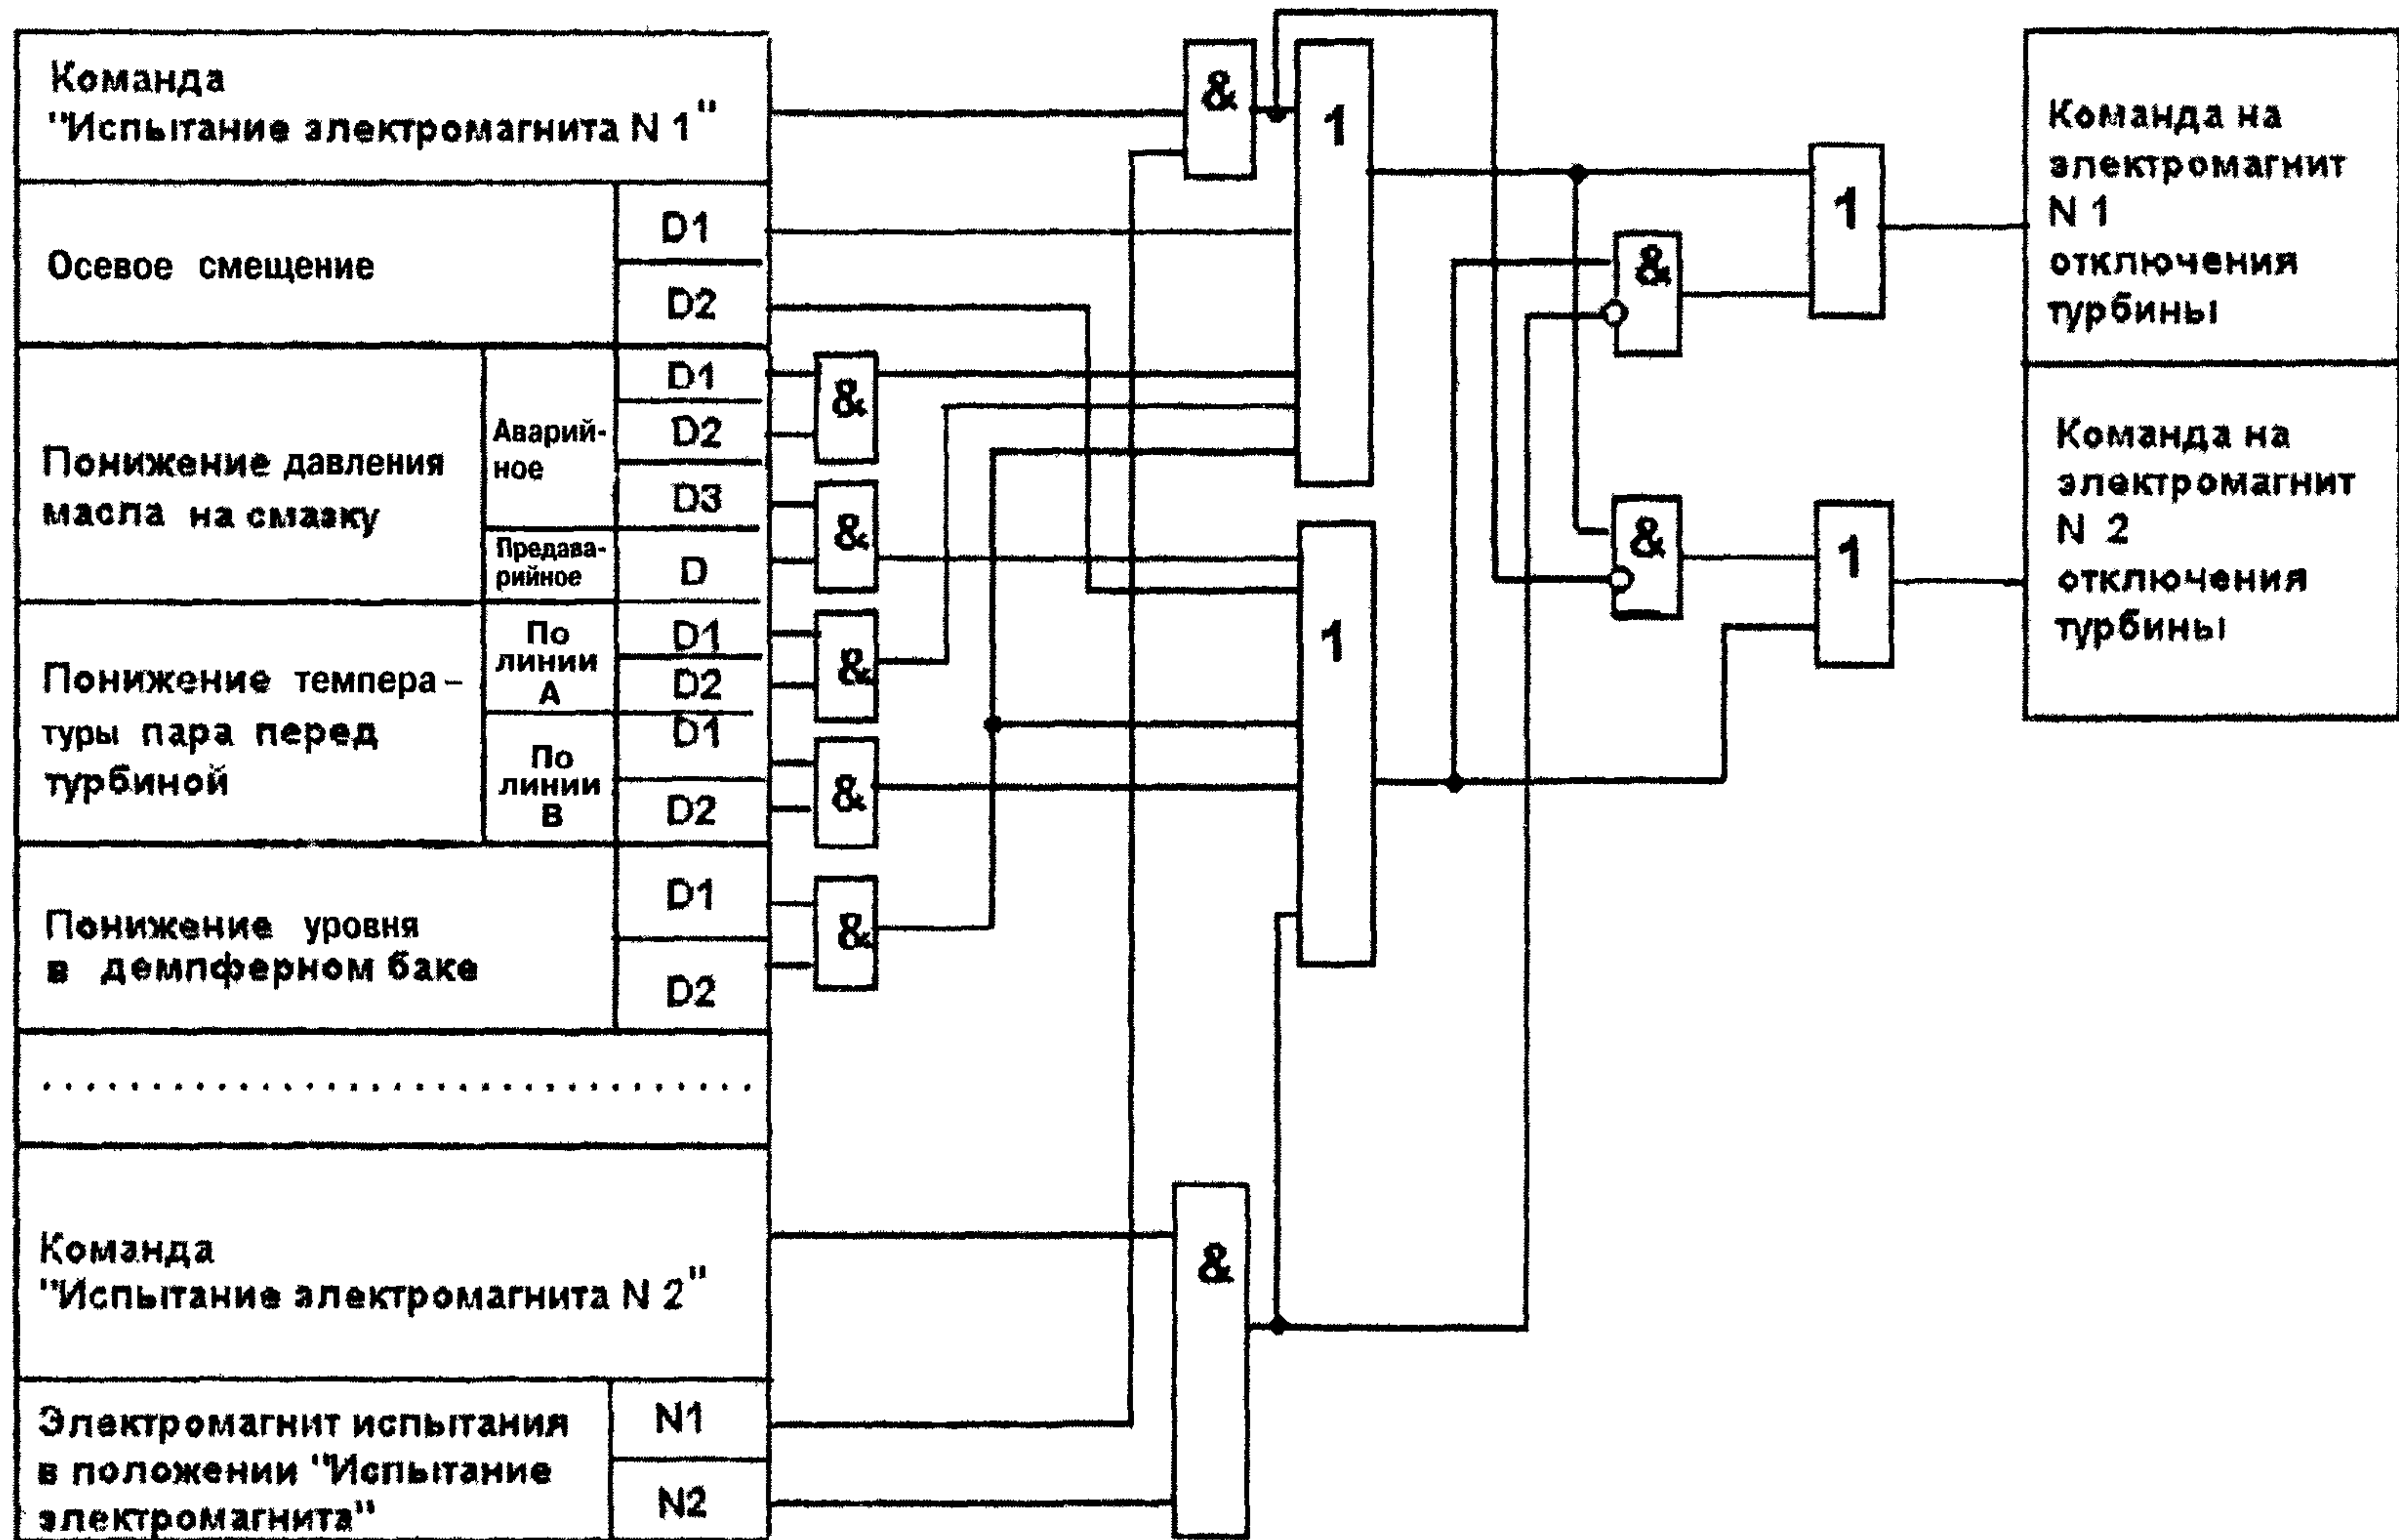 Команда
"Испытание электромагнита N 1"
Осевое смещение
D1
D2
Понижение давления
масла на смазку
Аварий-
ное
D1
D2
D3
Предава-
рийное
D
Понижение темпера-
туры пара перед
турбиной
По
линии
А
D1
D2
По
линии
В
D1
D2
Понижение уровня
в демпферном баке
D1
D2
..................................
Команда
"Испытание электромагнита N 2"
Электромагнит испытания
в положении "Испытание
электромагнита"
N1
N2
&
&
&
&
&
&
&
1
1
&
&
1
1
Команда на
электромагнит
N 1
отключения
турбины
Команда на
электромагнит
N 2
отключения
турбины